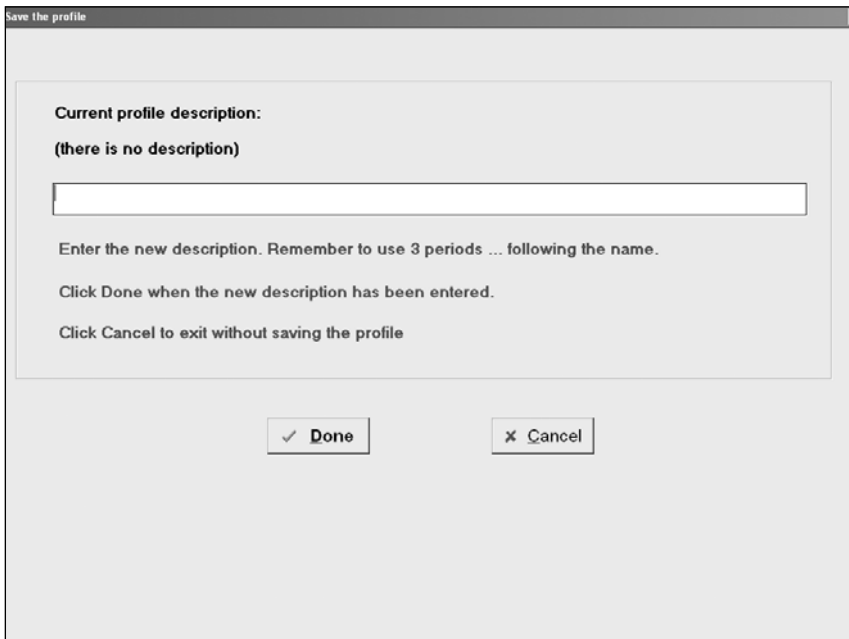 Save the profile
Current profile description:
(there is no description)
Enter the new description. Remember to use 3 periods ... following the name.
Click Done when the new description has been entered.
Click Cancel to exit without saving the profile
Done
Cancel